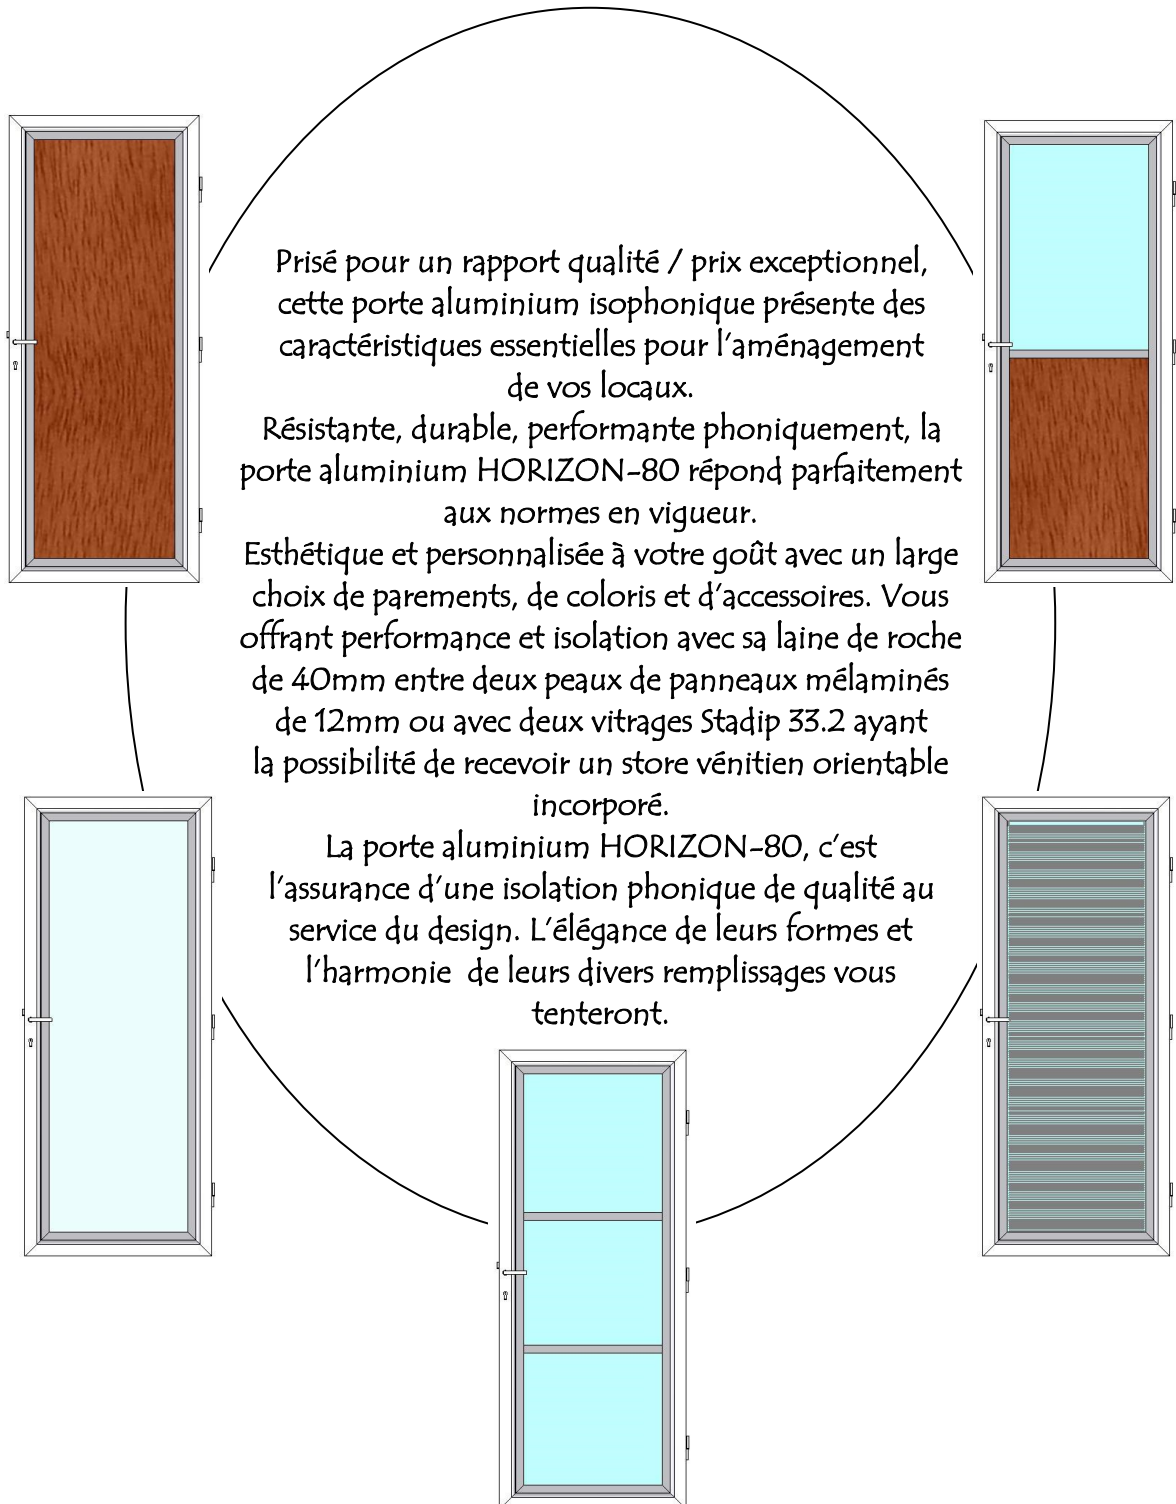 Prisé pour un rapport qualité / prix exceptionnel,
cette porte aluminium isophonique présente des
caractéristiques essentielles pour l'aménagement
de vos locaux.
Résistante, durable, performante phoniquement, la
porte aluminium HORIZON-80 répond parfaitement
aux normes en vigueur.
Esthétique et personnalisée à votre goût avec un large
choix de parements, de coloris et d'accessoires. Vous
offrant performance et isolation avec sa laine de roche
de 40mm entre deux peaux de panneaux mélaminés
de 12mm ou avec deux vitrages Stadip 33.2 ayant
la possibilité de recevoir un store vénitien orientable
incorporé.
La porte aluminium HORIZON-80, c'est
l'assurance d'une isolation phonique de qualité au
service du design. L'élégance de leurs formes et
l'harmonie  de leurs divers remplissages vous
tenteront.